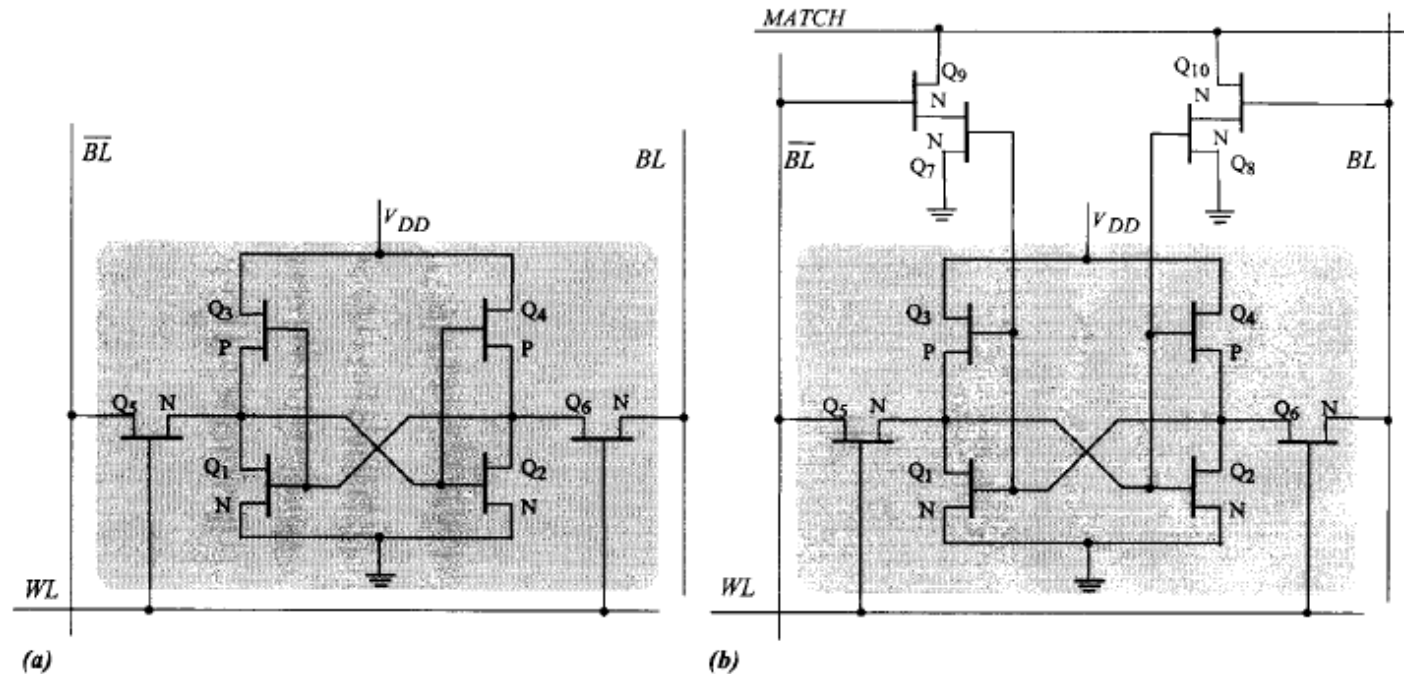 MATCH
Q9
N
N
Q7
Q10
N
N
Q8
B̅L̅
BL
B̅L̅
BL
VDD
VDD
Q3
P
Q4
P
Q3
P
Q4
P
Q5 N
Q6 N
Q5 N
Q6 N
Q1
N
Q2
N
Q1
N
Q2
N
WL
WL
(a)
(b)